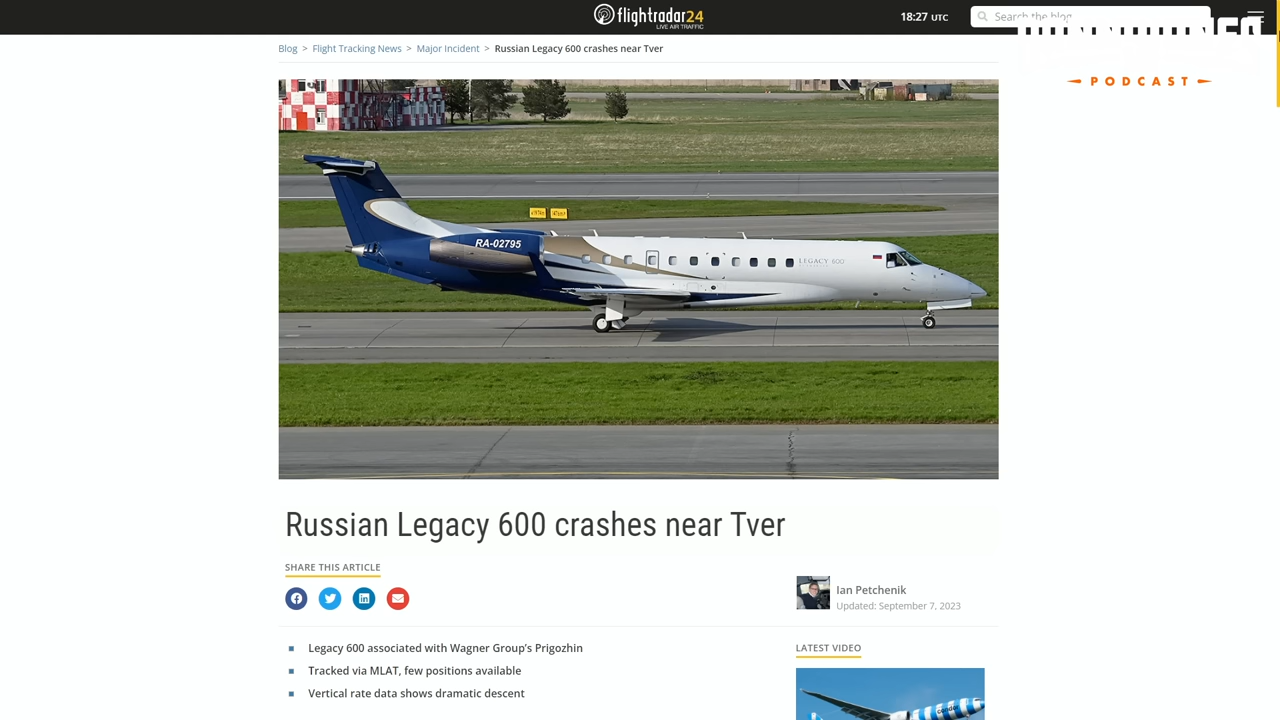 flightradar24
LIVE AIR TRAFFIC
18:27 UTC
Search the blog
PODCAST
Blog > Flight Tracking News > Major Incident > Russian Legacy 600 crashes near Tver
RA-02795
LEGACY 600
Russian Legacy 600 crashes near Tver
SHARE THIS ARTICLE
Ian Petchenik
Updated: September 7, 2023
Legacy 600 associated with Wagner Group's Prigozhin
Tracked via MLAT, few positions available
Vertical rate data shows dramatic descent
LATEST VIDEO
condor